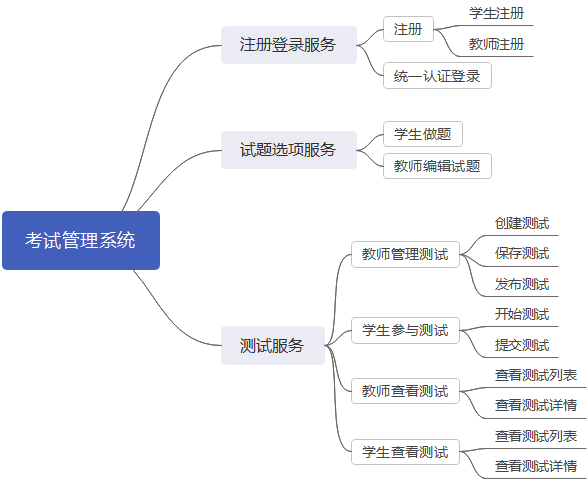 考试管理系统
注册登录服务
注册
学生注册
教师注册
统一认证登录
试题选项服务
学生做题
教师编辑试题
测试服务
教师管理测试
创建测试
保存测试
发布测试
学生参与测试
开始测试
提交测试
教师查看测试
查看测试列表
查看测试详情
学生查看测试
查看测试列表
查看测试详情